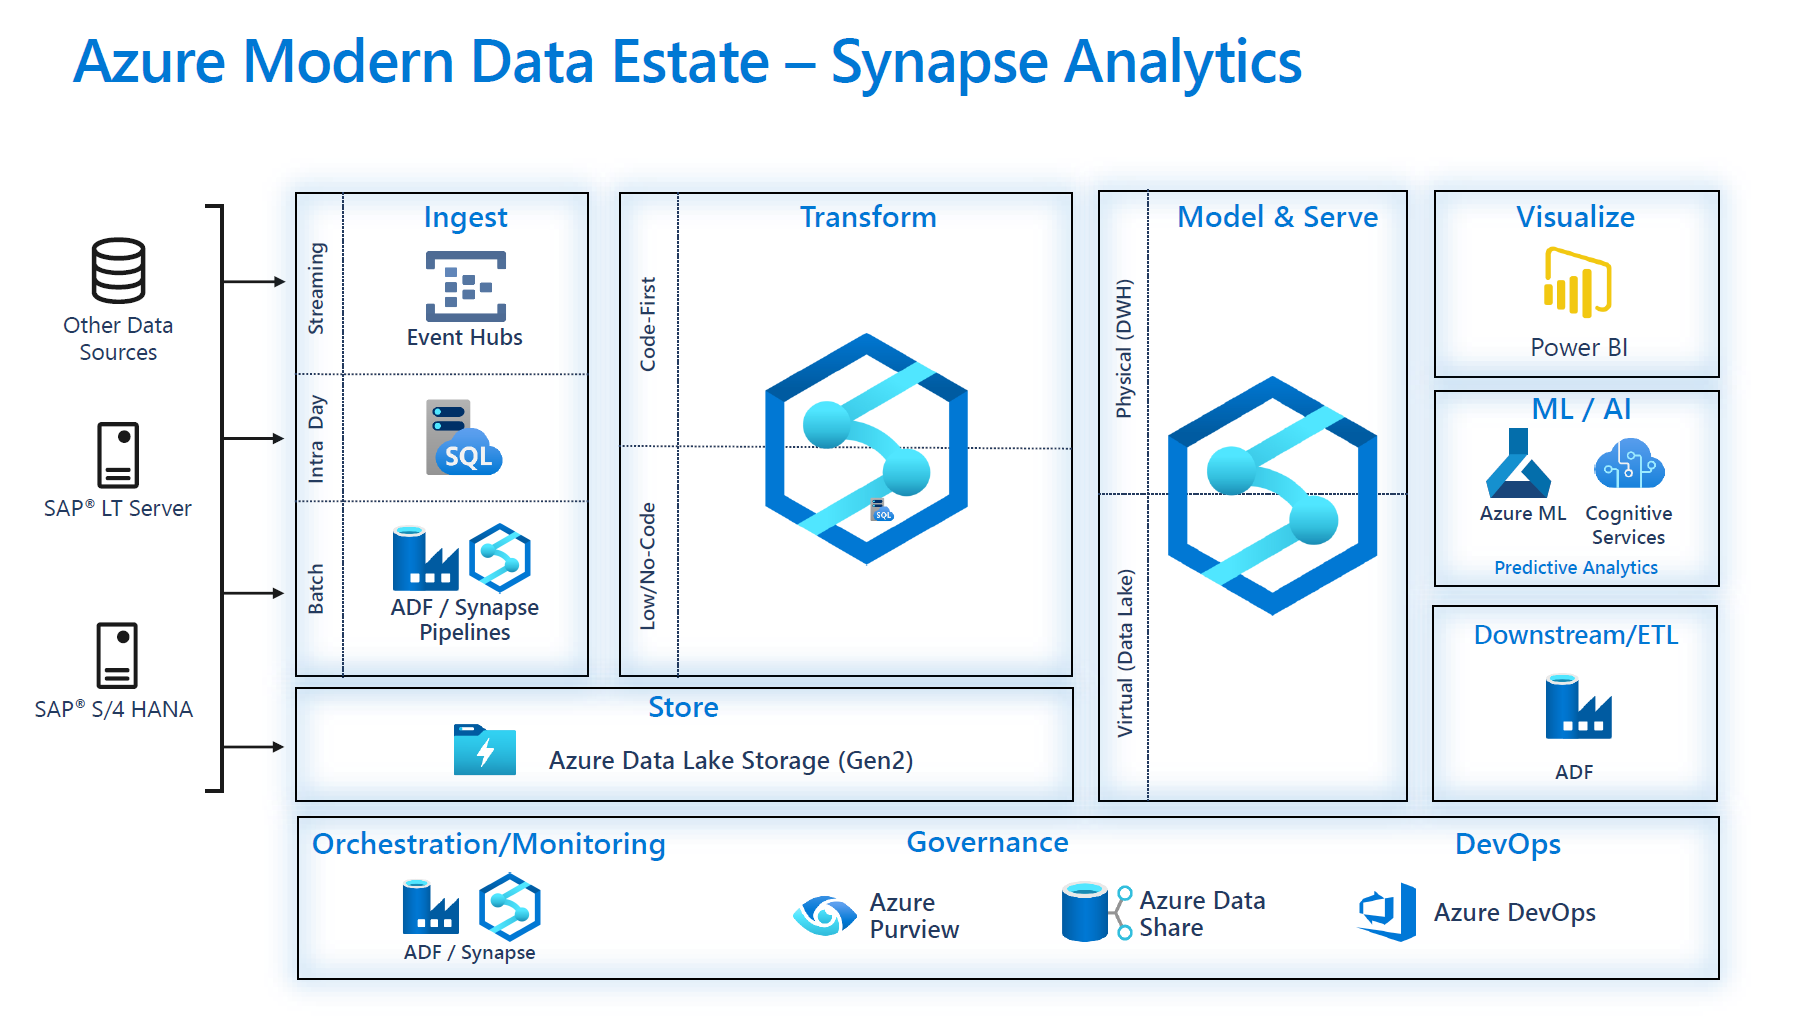 Azure Modern Data Estate – Synapse Analytics
Other Data
Sources
SAP® LT Server
SAP® S/4 HANA
Ingest
Streaming
Event Hubs
Intra Day
SQL
Batch
ADF / Synapse
Pipelines
Transform
Code-First
Low/No-Code
SQL
Model & Serve
Physical (DWH)
Virtual (Data Lake)
Visualize
Power BI
ML / AI
Azure ML
Cognitive
Services
Predictive Analytics
Downstream/ETL
ADF
Store
Azure Data Lake Storage (Gen2)
Orchestration/Monitoring
ADF / Synapse
Governance
Azure
Purview
Azure Data
Share
DevOps
Azure DevOps